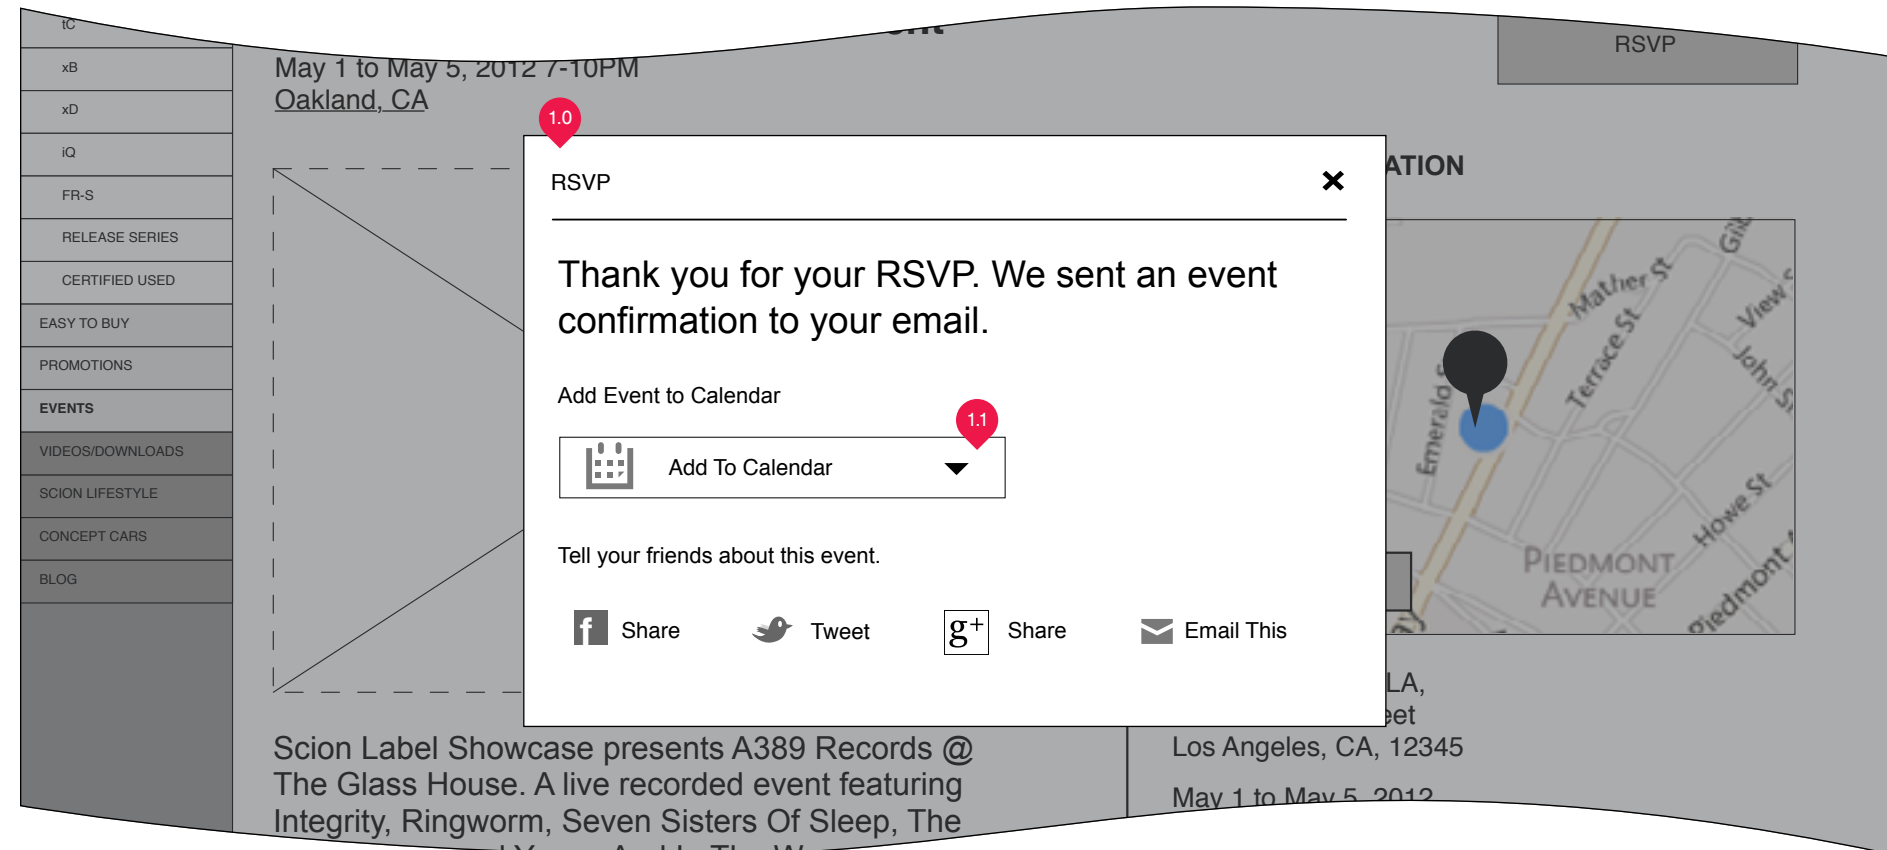 tC
xB
xD
iQ
FR-S
RELEASE SERIES
CERTIFIED USED
EASY TO BUY
PROMOTIONS
EVENTS
VIDEOS/DOWNLOADS
SCION LIFESTYLE
CONCEPT CARS
BLOG
May 1 to May 5, 2012 7-10PM
Oakland, CA
RSVP
1.0
RSVP
Thank you for your RSVP. We sent an event
confirmation to your email.
Add Event to Calendar
1.1
Add To Calendar
Tell your friends about this event.
f Share
Tweet
g+ Share
Email This
ATION
Mather St
View
Terrace St
John St
Emerald
Howe St
PIEDMONT
AVENUE
Piedmont
LA,
eet
Los Angeles, CA, 12345
May 1 to May 5, 2012
Scion Label Showcase presents A389 Records @
The Glass House. A live recorded event featuring
Integrity, Ringworm, Seven Sisters Of Sleep, The